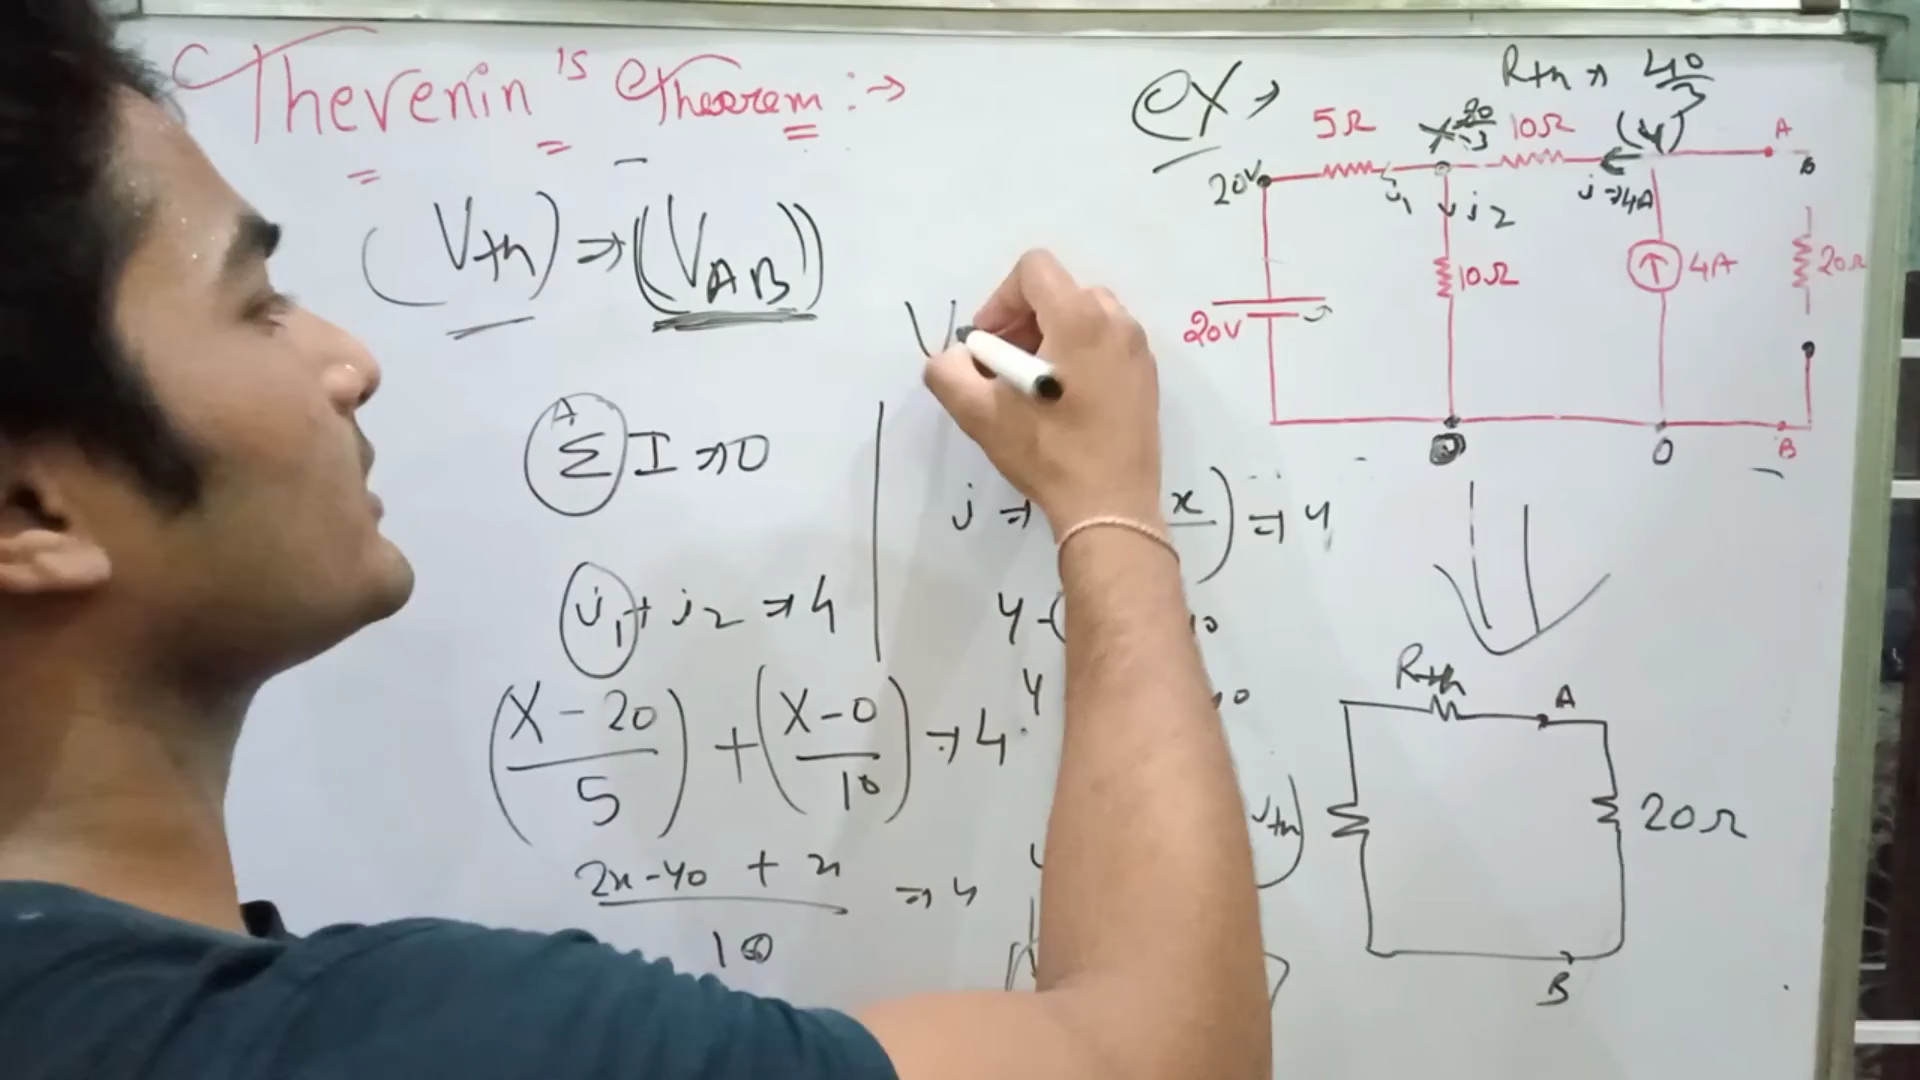 Thevenin's Theorem :→
(Vth) ⇒ ((VAB))
A
Σ I ⇒ 0
i1 + i2 ⇒ 4
(X - 20 / 5) + (X - 0 / 10) ⇒ 4
2x - 40 + x / 10 ⇒ 4
V
i ⇒ x) ⇒ 4
y - (
y
Vth)
ex →
Rth → 40/3
5Ω
X 20/3
10Ω
(y)
A
20V
i1
i2
i ⇒ 4A
10Ω
4A
20Ω
20V
0
B
Rth
A
20Ω
B